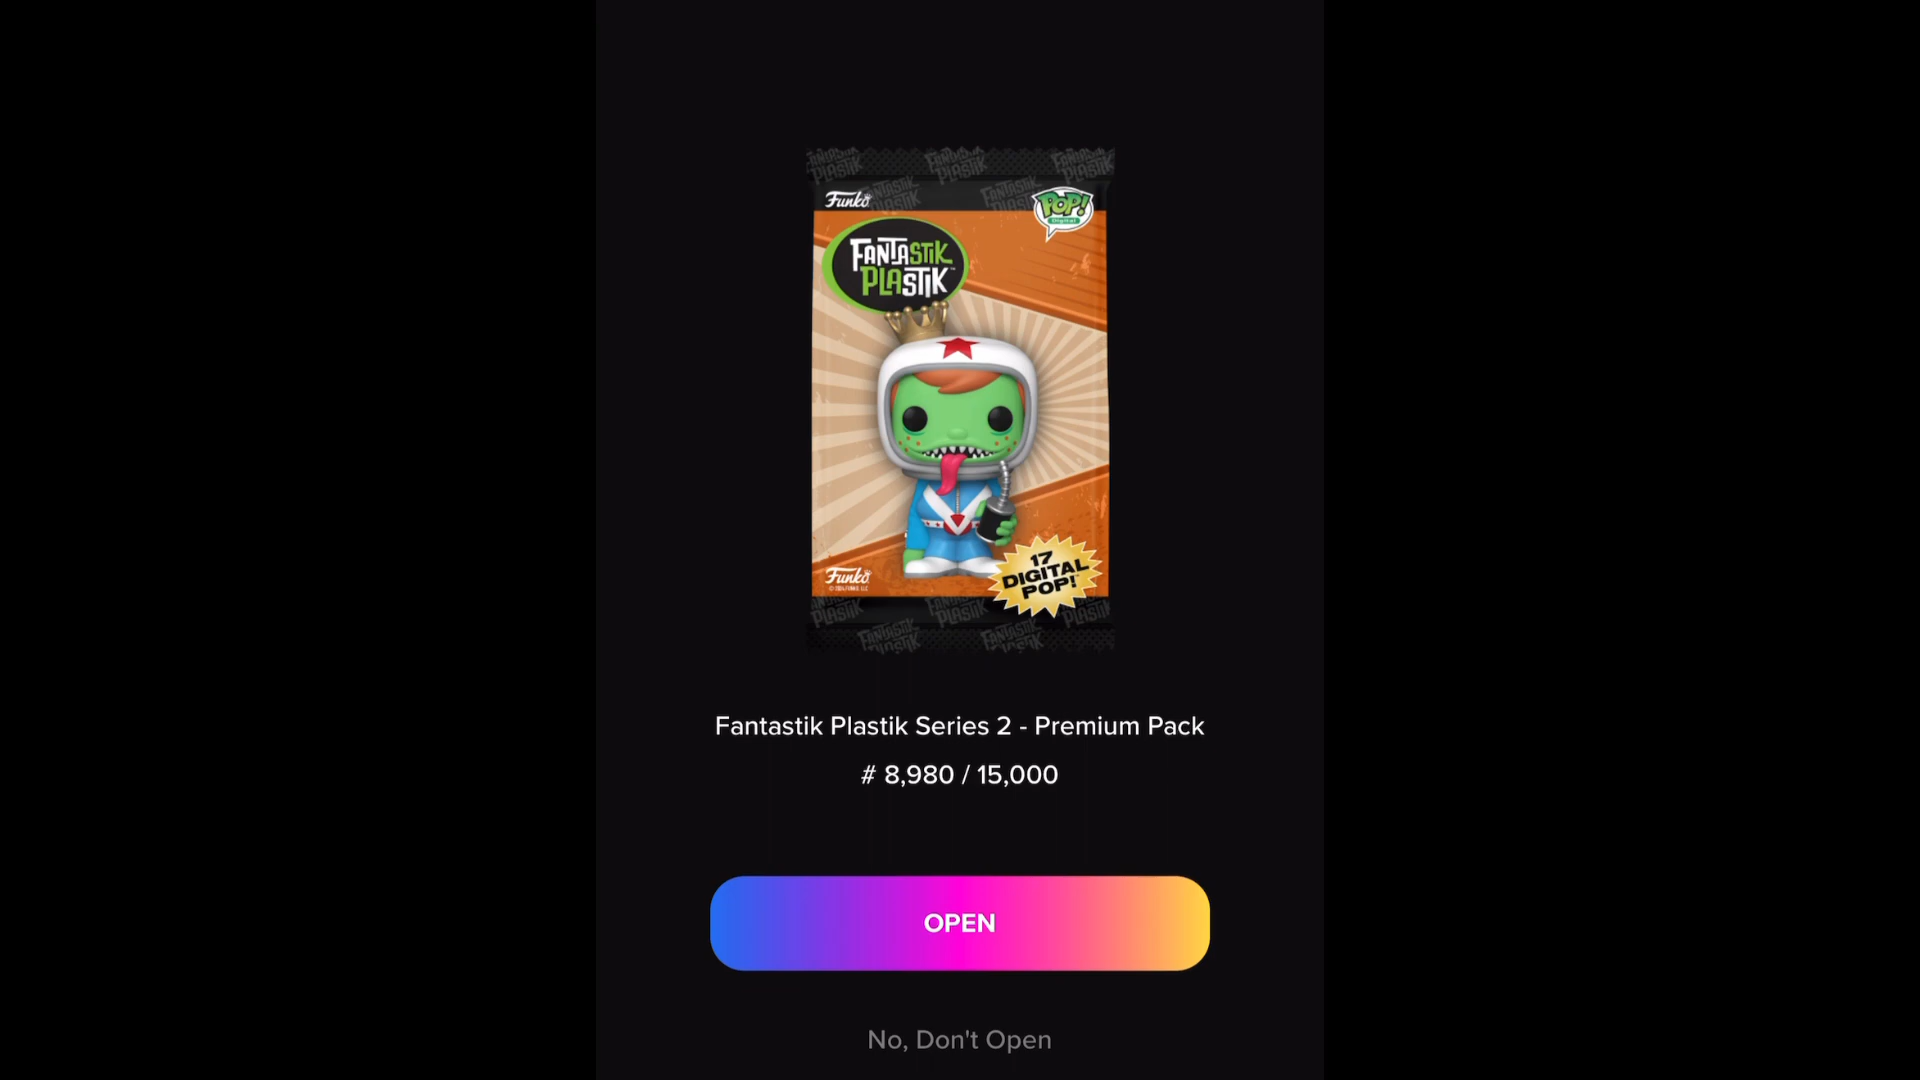 Funko
POP!
Digital
FANTASTIK
PLASTIK
17
DIGITAL
POP!
Funko
Fantastik Plastik Series 2 - Premium Pack
# 8,980 / 15,000
OPEN
No, Don't Open